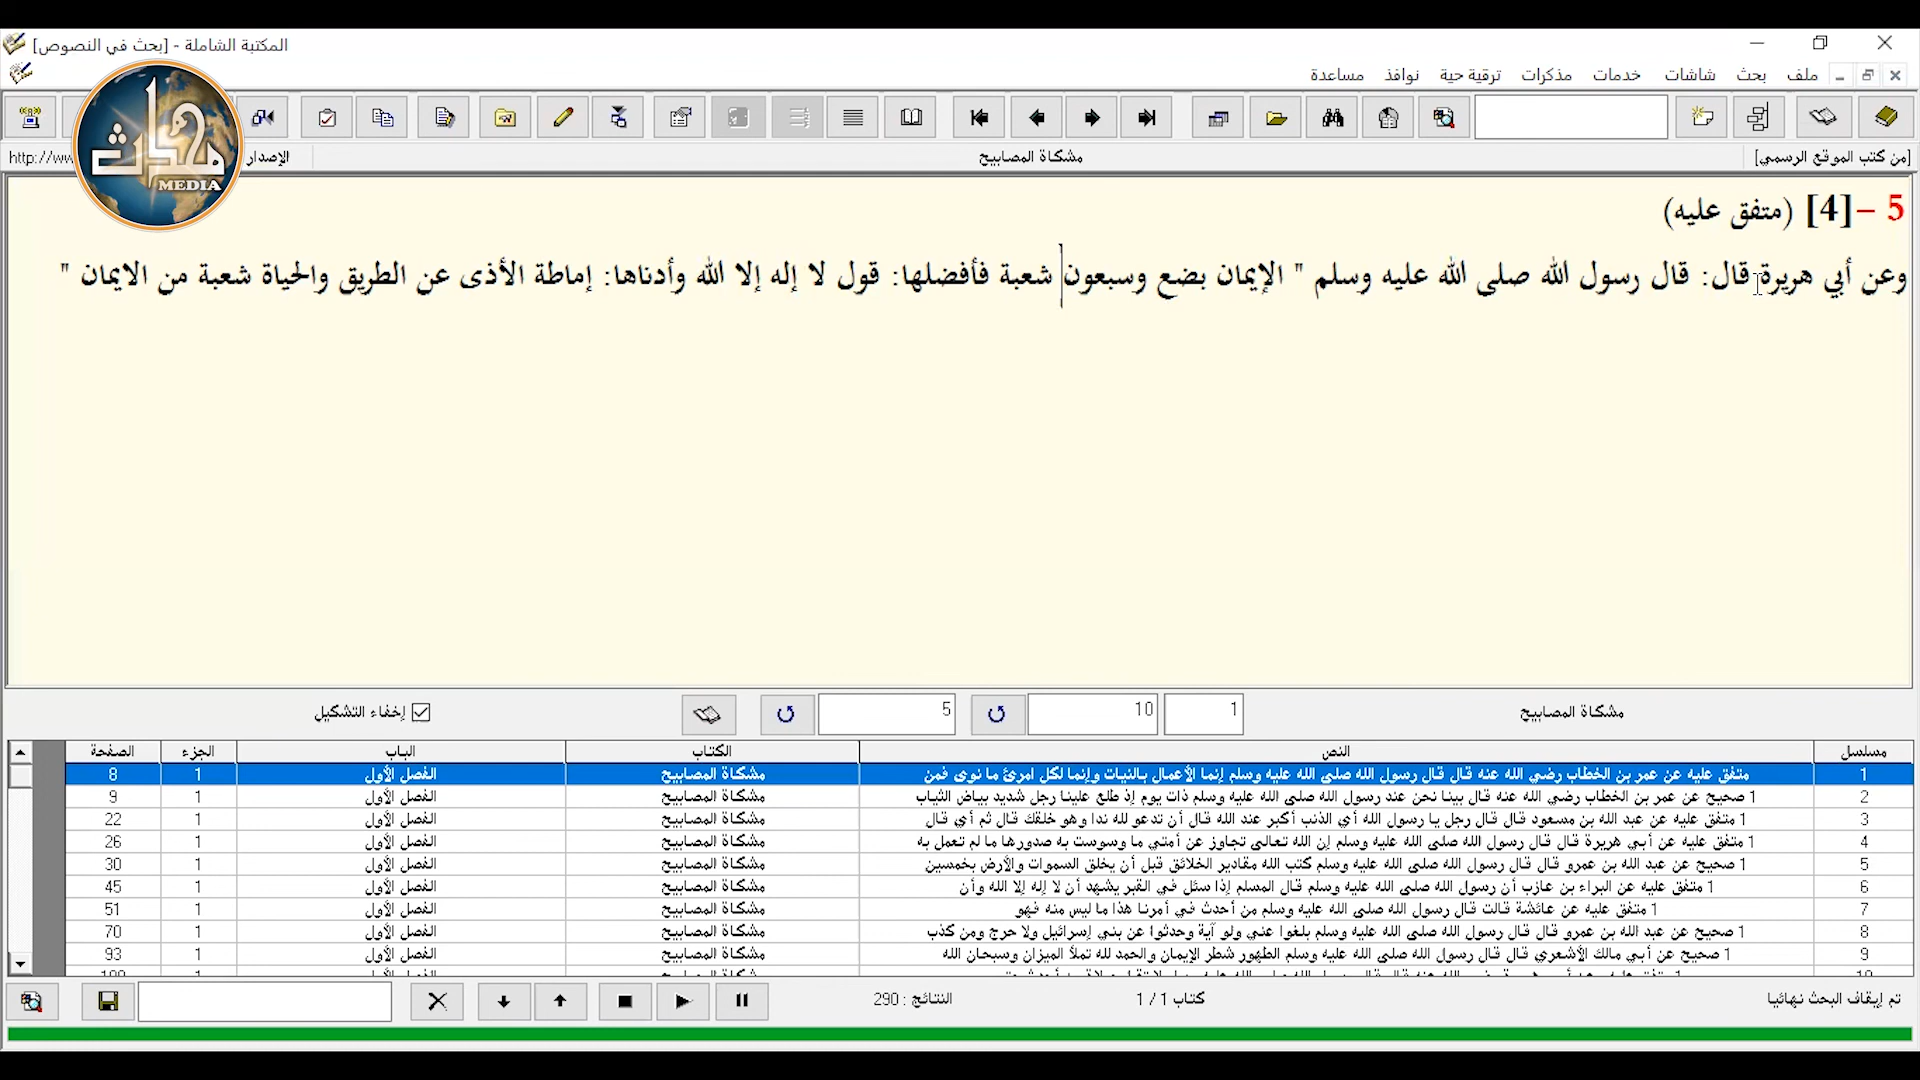 المكتبة الشاملة - [بحث في النصوص]
ملف بحث شاشات خدمات مذكرات ترقية حية نوافذ مساعدة
محدث
MEDIA
[من كتب الموقع الرسمي] مشكاة المصابيح الإصدار http://ww
5 – [4] (متفق عليه)
وعن أبي هريرة قال: قال رسول الله صلى الله عليه وسلم " الإيمان بضع وسبعون شعبة فأفضلها: قول لا إله إلا الله وأدناها: إماطة الأذى عن الطريق والحياة شعبة من الايمان "
مشكاة المصابيح 1 10 5 إخفاء التشكيل
مسلسل النص الكتاب الباب الجزء الصفحة
1 متفق عليه عن عمر بن الخطاب رضي الله عنه قال قال رسول الله صلى الله عليه وسلم إنما الأعمال بالنيات وإنما لكل امرئ ما نوى فمن مشكاة المصابيح الفصل الأول 1 8
2 1 صحيح عن عمر بن الخطاب رضي الله عنه قال بينا نحن عند رسول الله صلى الله عليه وسلم ذات يوم إذ طلع علينا رجل شديد بياض الثياب مشكاة المصابيح الفصل الأول 1 9
3 1 متفق عليه عن عبد الله بن مسعود قال قال رجل يا رسول الله أي الذنب أكبر عند الله قال أن تدعو لله ندا وهو خلقك قال ثم أي قال مشكاة المصابيح الفصل الأول 1 22
4 1 متفق عليه عن أبي هريرة قال قال رسول الله صلى الله عليه وسلم إن الله تعالى تجاوز عن أمتي ما وسوست به صدورها ما لم تعمل به مشكاة المصابيح الفصل الأول 1 26
5 1 صحيح عن عبد الله بن عمرو قال قال رسول الله صلى الله عليه وسلم كتب الله مقادير الخلائق قبل أن يخلق السموات والأرض بخمسين مشكاة المصابيح الفصل الأول 1 30
6 1 متفق عليه عن البراء بن عازب أن رسول الله صلى الله عليه وسلم قال المسلم إذا سئل في القبر يشهد أن لا إله إلا الله وأن مشكاة المصابيح الفصل الأول 1 45
7 1 متفق عليه عن عائشة قالت قال رسول الله صلى الله عليه وسلم من أحدث في أمرنا هذا ما ليس منه فهو مشكاة المصابيح الفصل الأول 1 51
8 1 صحيح عن عبد الله بن عمرو قال قال رسول الله صلى الله عليه وسلم بلغوا عني ولو آية وحدثوا عن بني إسرائيل ولا حرج ومن كذب مشكاة المصابيح الفصل الأول 1 70
9 1 صحيح عن أبي مالك الأشعري قال قال رسول الله صلى الله عليه وسلم الطهور شطر الإيمان والحمد لله تملأ الميزان وسبحان الله مشكاة المصابيح الفصل الأول 1 93
تم إيقاف البحث نهائيا كتاب 1 / 1 النتائج : 290